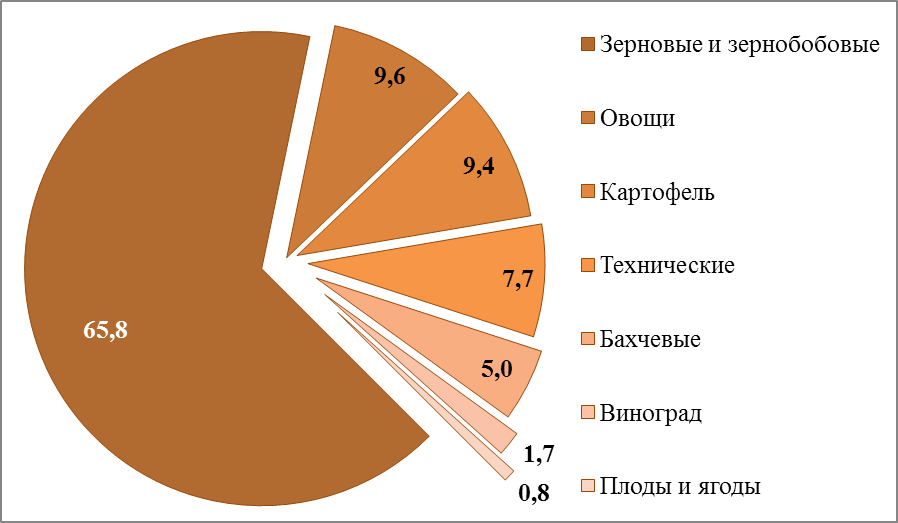 65,8
9,6
9,4
7,7
5,0
1,7
0,8
Зерновые и зернобобовые
Овощи
Картофель
Технические
Бахчевые
Виноград
Плоды и ягоды